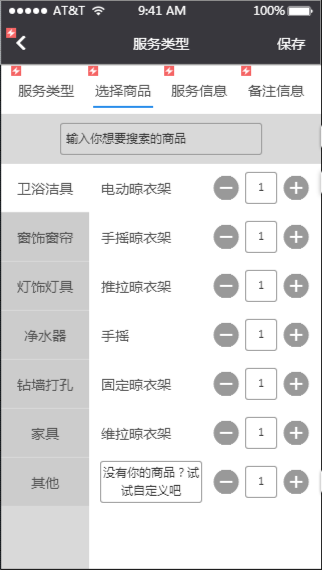 AT&T 9:41 AM 100%
服务类型 保存
服务类型 选择商品 服务信息 备注信息
输入你想要搜索的商品
卫浴洁具 电动晾衣架 1
窗饰窗帘 手摇晾衣架 1
灯饰灯具 推拉晾衣架 1
净水器 手摇 1
钻墙打孔 固定晾衣架 1
家具 维拉晾衣架 1
其他 没有你的商品？试
试自定义吧 1